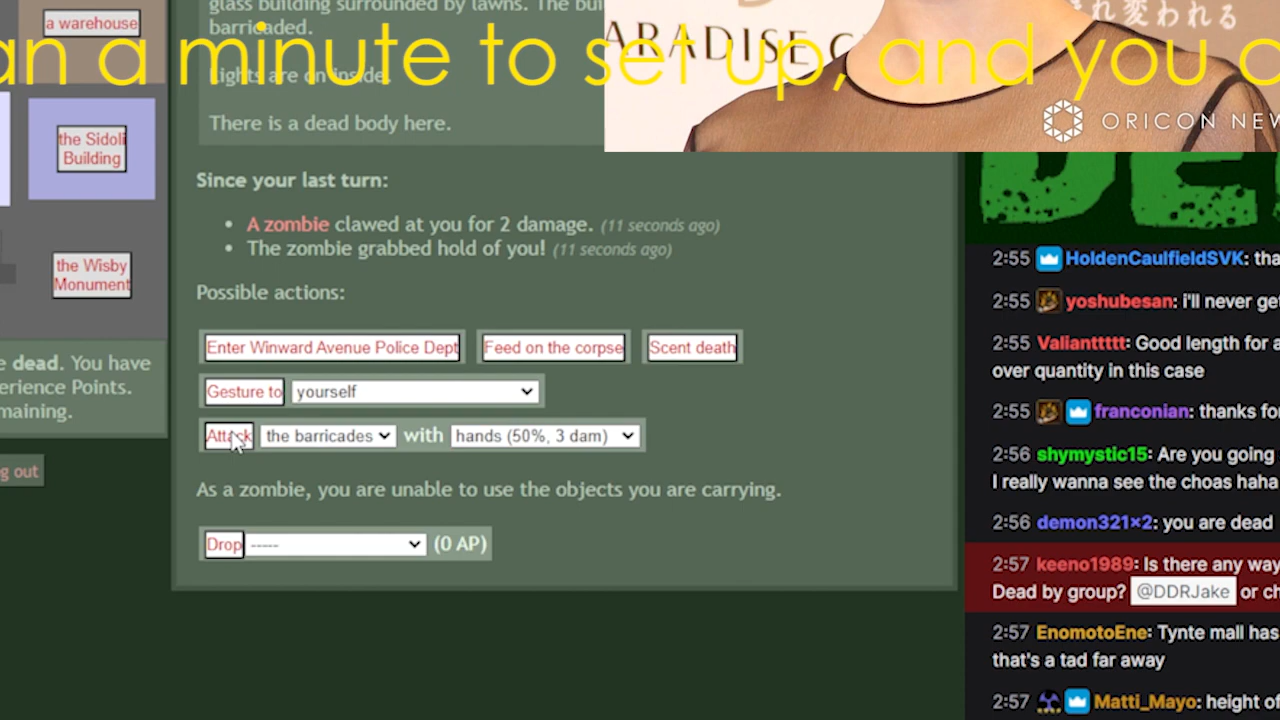 a warehouse
the Sidoli
Building
the Wisby
Monument
dead. You have
erience Points.
maining.
g out
glass building surrounded by lawns. The bui
barricaded.
Lights are on inside.
There is a dead body here.
Since your last turn:
A zombie clawed at you for 2 damage. (11 seconds ago)
The zombie grabbed hold of you! (11 seconds ago)
Possible actions:
Enter Winward Avenue Police Dept Feed on the corpse Scent death
Gesture to yourself
Attack the barricades with hands (50%, 3 dam)
As a zombie, you are unable to use the objects you are carrying.
Drop ----- (0 AP)
an a minute to set up, and you c
ARADISE
れ変われる
ORICON NEW
DE
2:55 HoldenCaulfieldSVK: tha
2:55 yoshubesan: i'll never get
2:55 Valianttttt: Good length for a
over quantity in this case
2:55 franconian: thanks fo
2:56 shymystic15: Are you going
I really wanna see the choas haha
2:56 demon321x2: you are dead
2:57 keeno1989: Is there any way
Dead by group? @DDRJake or ch
2:57 EnomotoEne: Tynte mall has
that's a tad far away
2:57 Matti_Mayo: height of